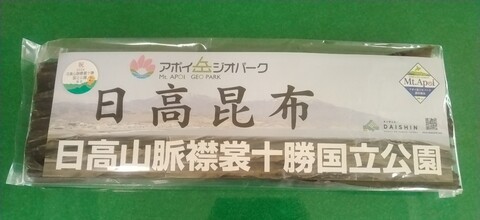 アポイ岳ジオパーク
Mt. APOI GEO PARK
Mt.Apoi
日高昆布
DAISHIN
日高山脈襟裳十勝国立公園